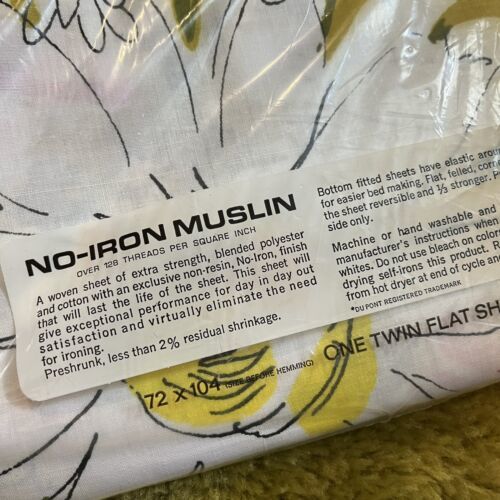 NO-IRON MUSLIN
OVER 128 THREADS PER SQUARE INCH
A woven sheet of extra strength, blended polyester
and cotton with an exclusive non-resin, No-Iron, finish
that will last the life of the sheet. This sheet will
give exceptional performance for day in day out
satisfaction and virtually eliminate the need
for ironing.
Preshrunk, less than 2% residual shrinkage.
Bottom fitted sheets have elastic
for easier bed making. Flat, felled,
the sheet reversible and ⅓ stronger.
side only.
Machine or hand washable and
manufacturer's instructions when
whites. Do not use bleach on
drying self-irons this product.
from hot dryer at end of cycle and
*DU PONT REGISTERED TRADEMARK
72 x 104 (SIZE BEFORE HEMMING) ONE TWIN FLAT